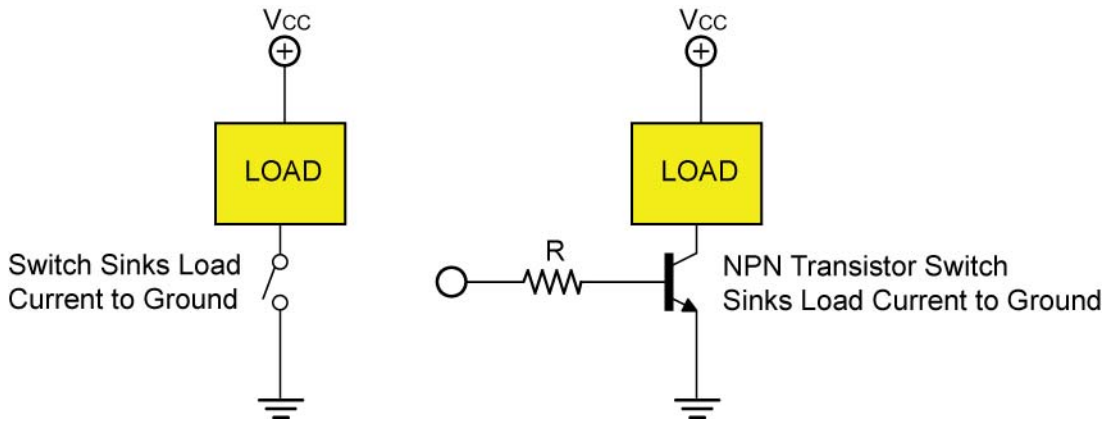 VCC
VCC
LOAD
LOAD
Switch Sinks Load
Current to Ground
R
NPN Transistor Switch
Sinks Load Current to Ground